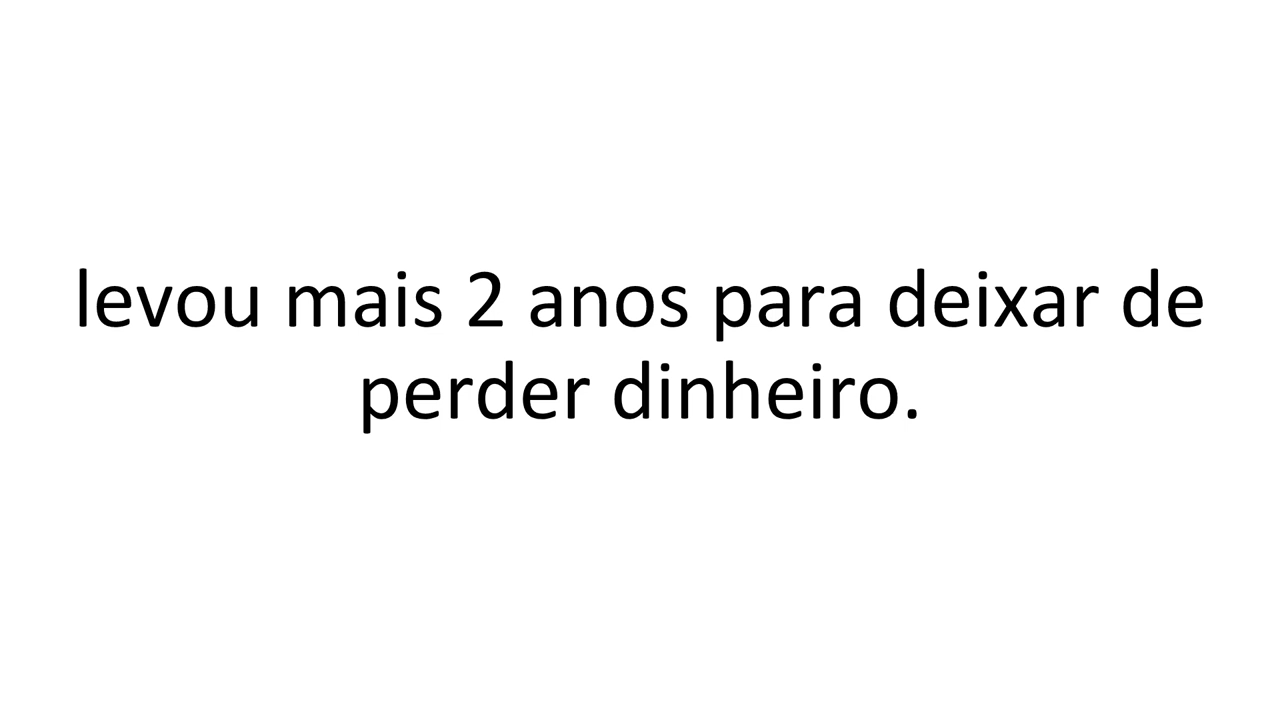 levou mais 2 anos para deixar de
perder dinheiro.